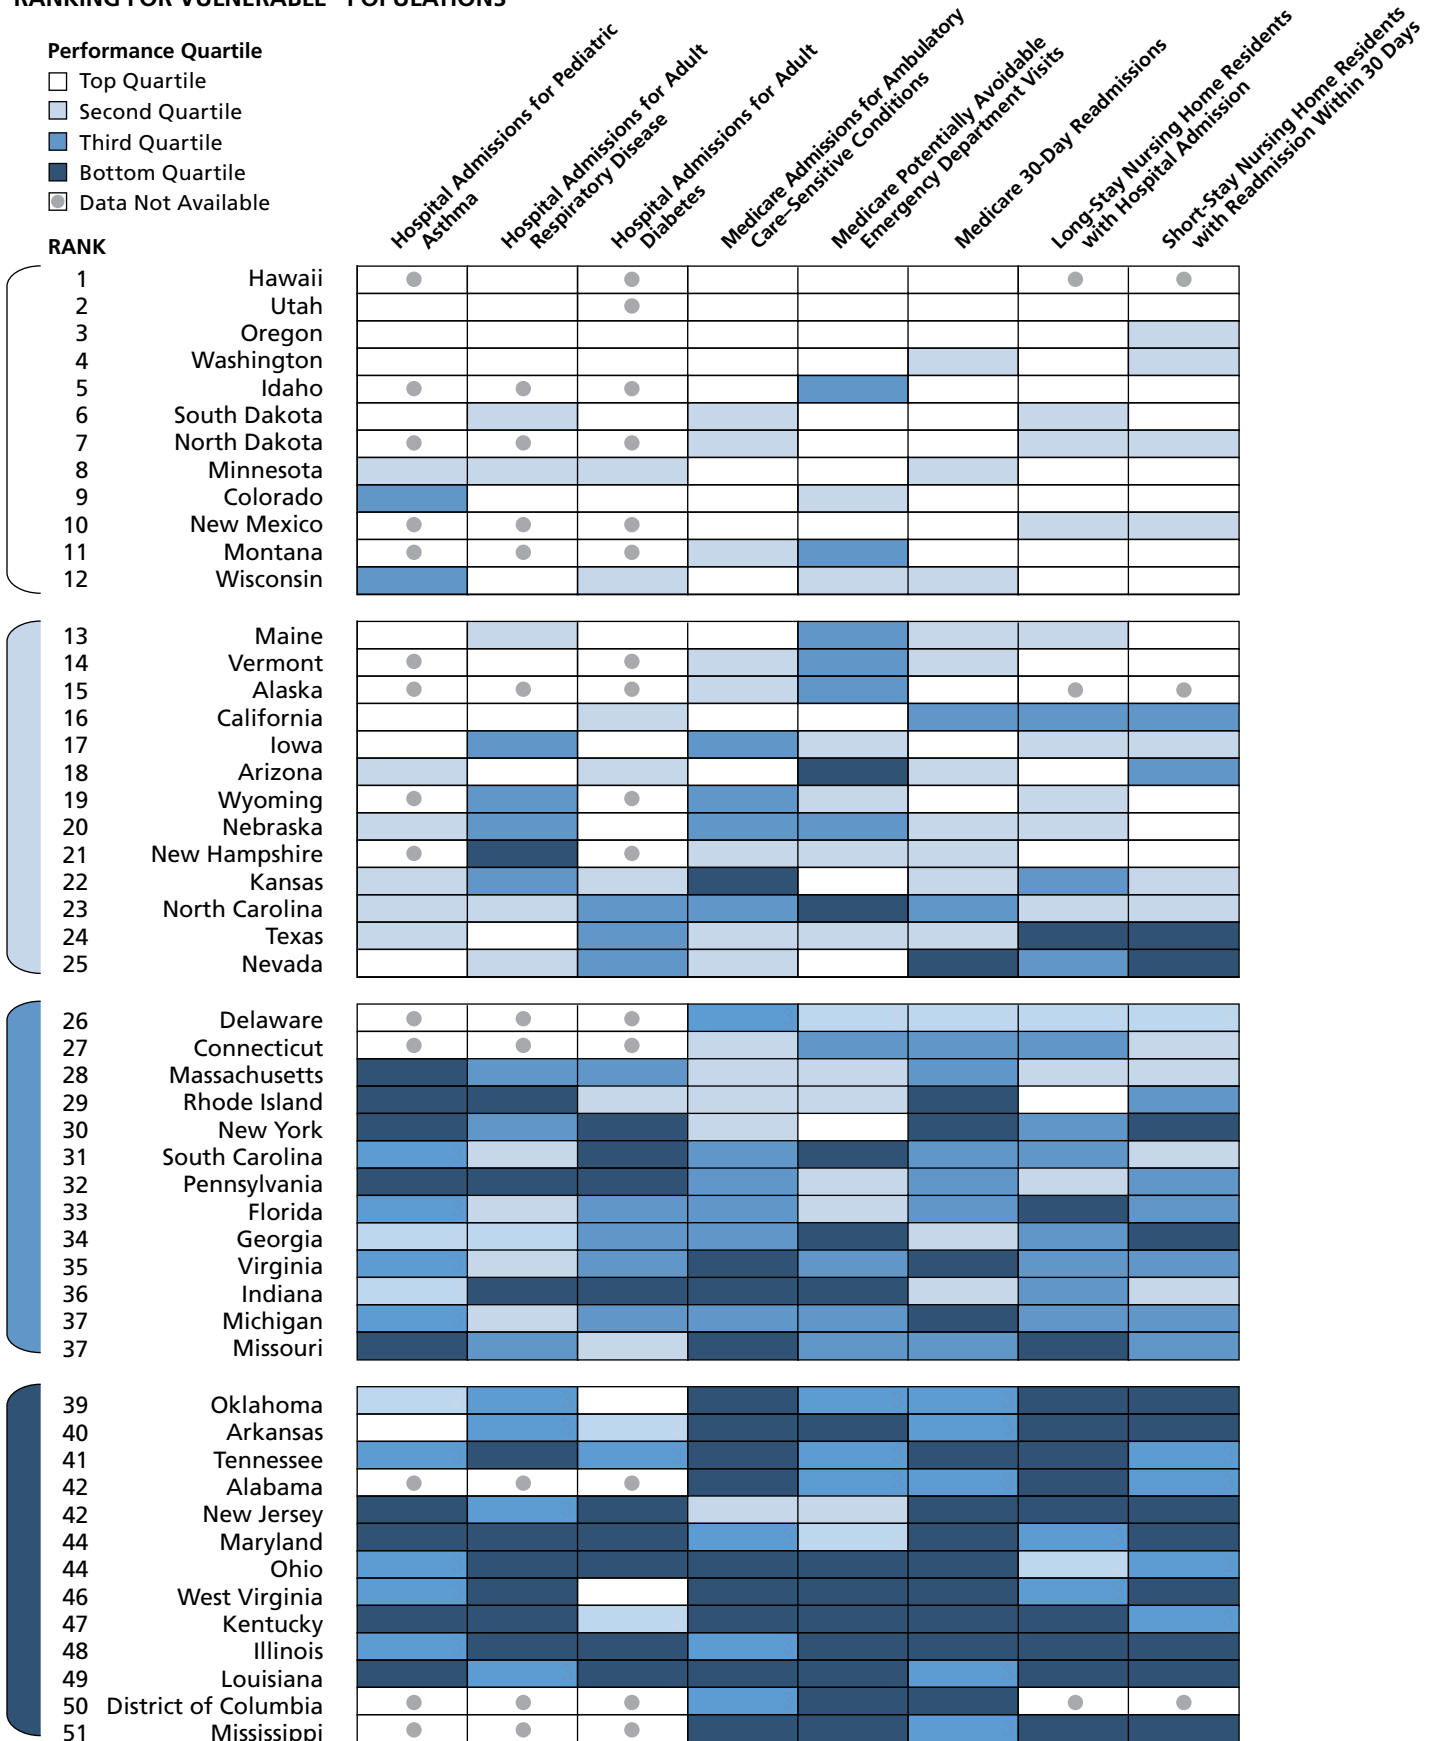 RANKING FOR VULNERABLE POPULATIONS
Performance Quartile
Top Quartile
Second Quartile
Third Quartile
Bottom Quartile
Data Not Available
Hospital Admissions for Pediatric
Asthma
Hospital Admissions for Adult
Respiratory Disease
Hospital Admissions for Adult
Diabetes
Medicare Admissions for Ambulatory
Care–Sensitive Conditions
Medicare Potentially Avoidable
Emergency Department Visits
Medicare 30-Day Readmissions
Long-Stay Nursing Home Residents
with Hospital Admission
Short-Stay Nursing Home Residents
with Readmission Within 30 Days
RANK
1 Hawaii
2 Utah
3 Oregon
4 Washington
5 Idaho
6 South Dakota
7 North Dakota
8 Minnesota
9 Colorado
10 New Mexico
11 Montana
12 Wisconsin
13 Maine
14 Vermont
15 Alaska
16 California
17 Iowa
18 Arizona
19 Wyoming
20 Nebraska
21 New Hampshire
22 Kansas
23 North Carolina
24 Texas
25 Nevada
26 Delaware
27 Connecticut
28 Massachusetts
29 Rhode Island
30 New York
31 South Carolina
32 Pennsylvania
33 Florida
34 Georgia
35 Virginia
36 Indiana
37 Michigan
37 Missouri
39 Oklahoma
40 Arkansas
41 Tennessee
42 Alabama
42 New Jersey
44 Maryland
44 Ohio
46 West Virginia
47 Kentucky
48 Illinois
49 Louisiana
50 District of Columbia
51 Mississippi